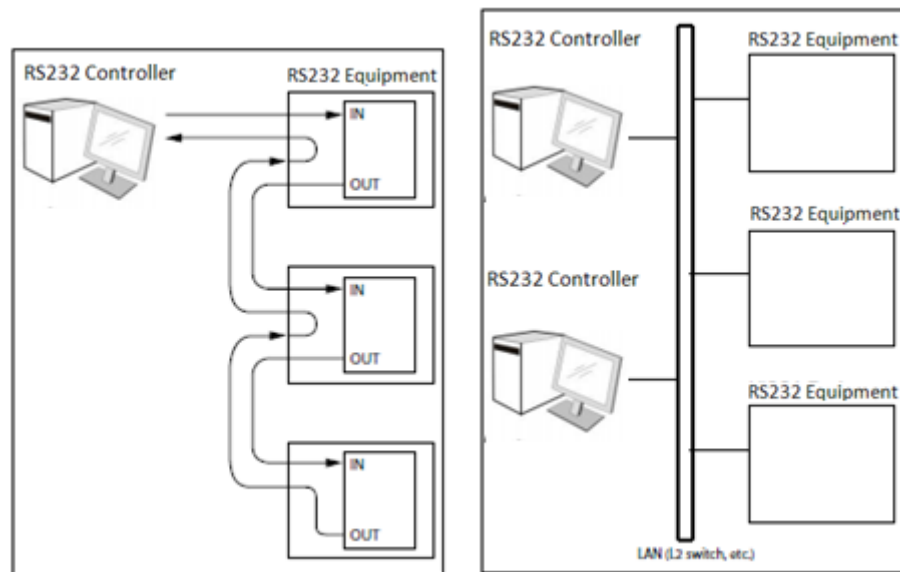 RS232 Controller
RS232 Equipment
IN
OUT
IN
OUT
IN
OUT
RS232 Controller
RS232 Equipment
RS232 Equipment
RS232 Controller
RS232 Equipment
LAN (L2 switch, etc.)